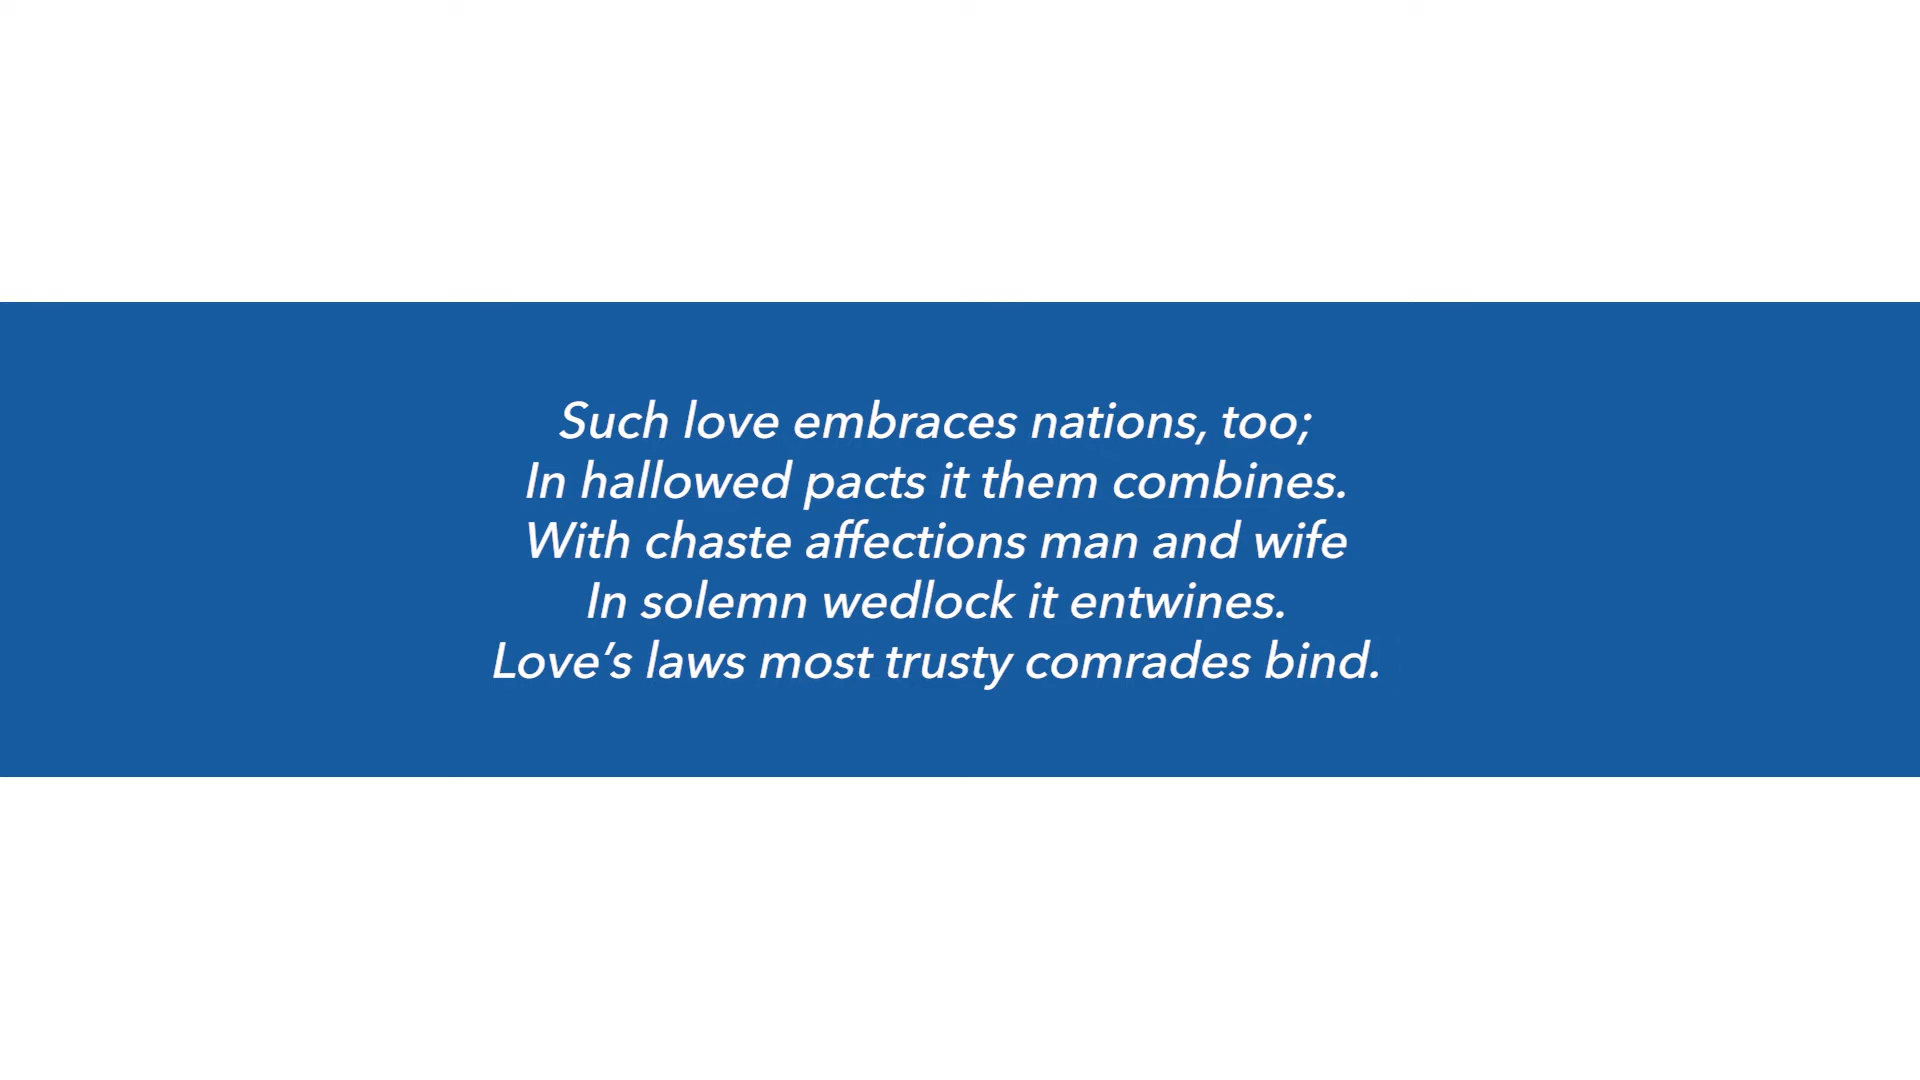 Such love embraces nations, too;
In hallowed pacts it them combines.
With chaste affections man and wife
In solemn wedlock it entwines.
Love’s laws most trusty comrades bind.